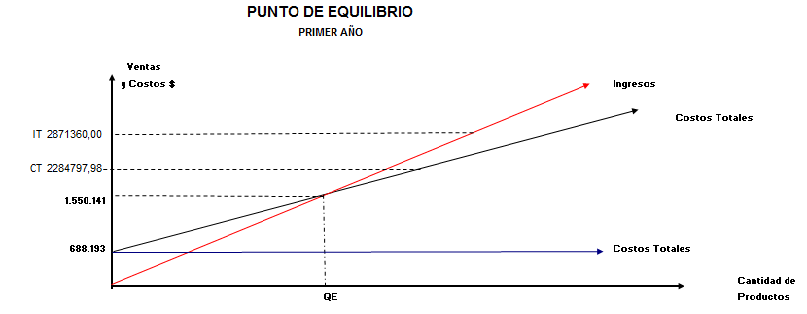 PUNTO DE EQUILIBRIO
PRIMER AÑO
Ventas
y Costos $
Ingresos
Costos Totales
IT 2871360,00
CT 2284797,98
1.550.141
688.193
Costos Totales
QE
Cantidad de
Productos